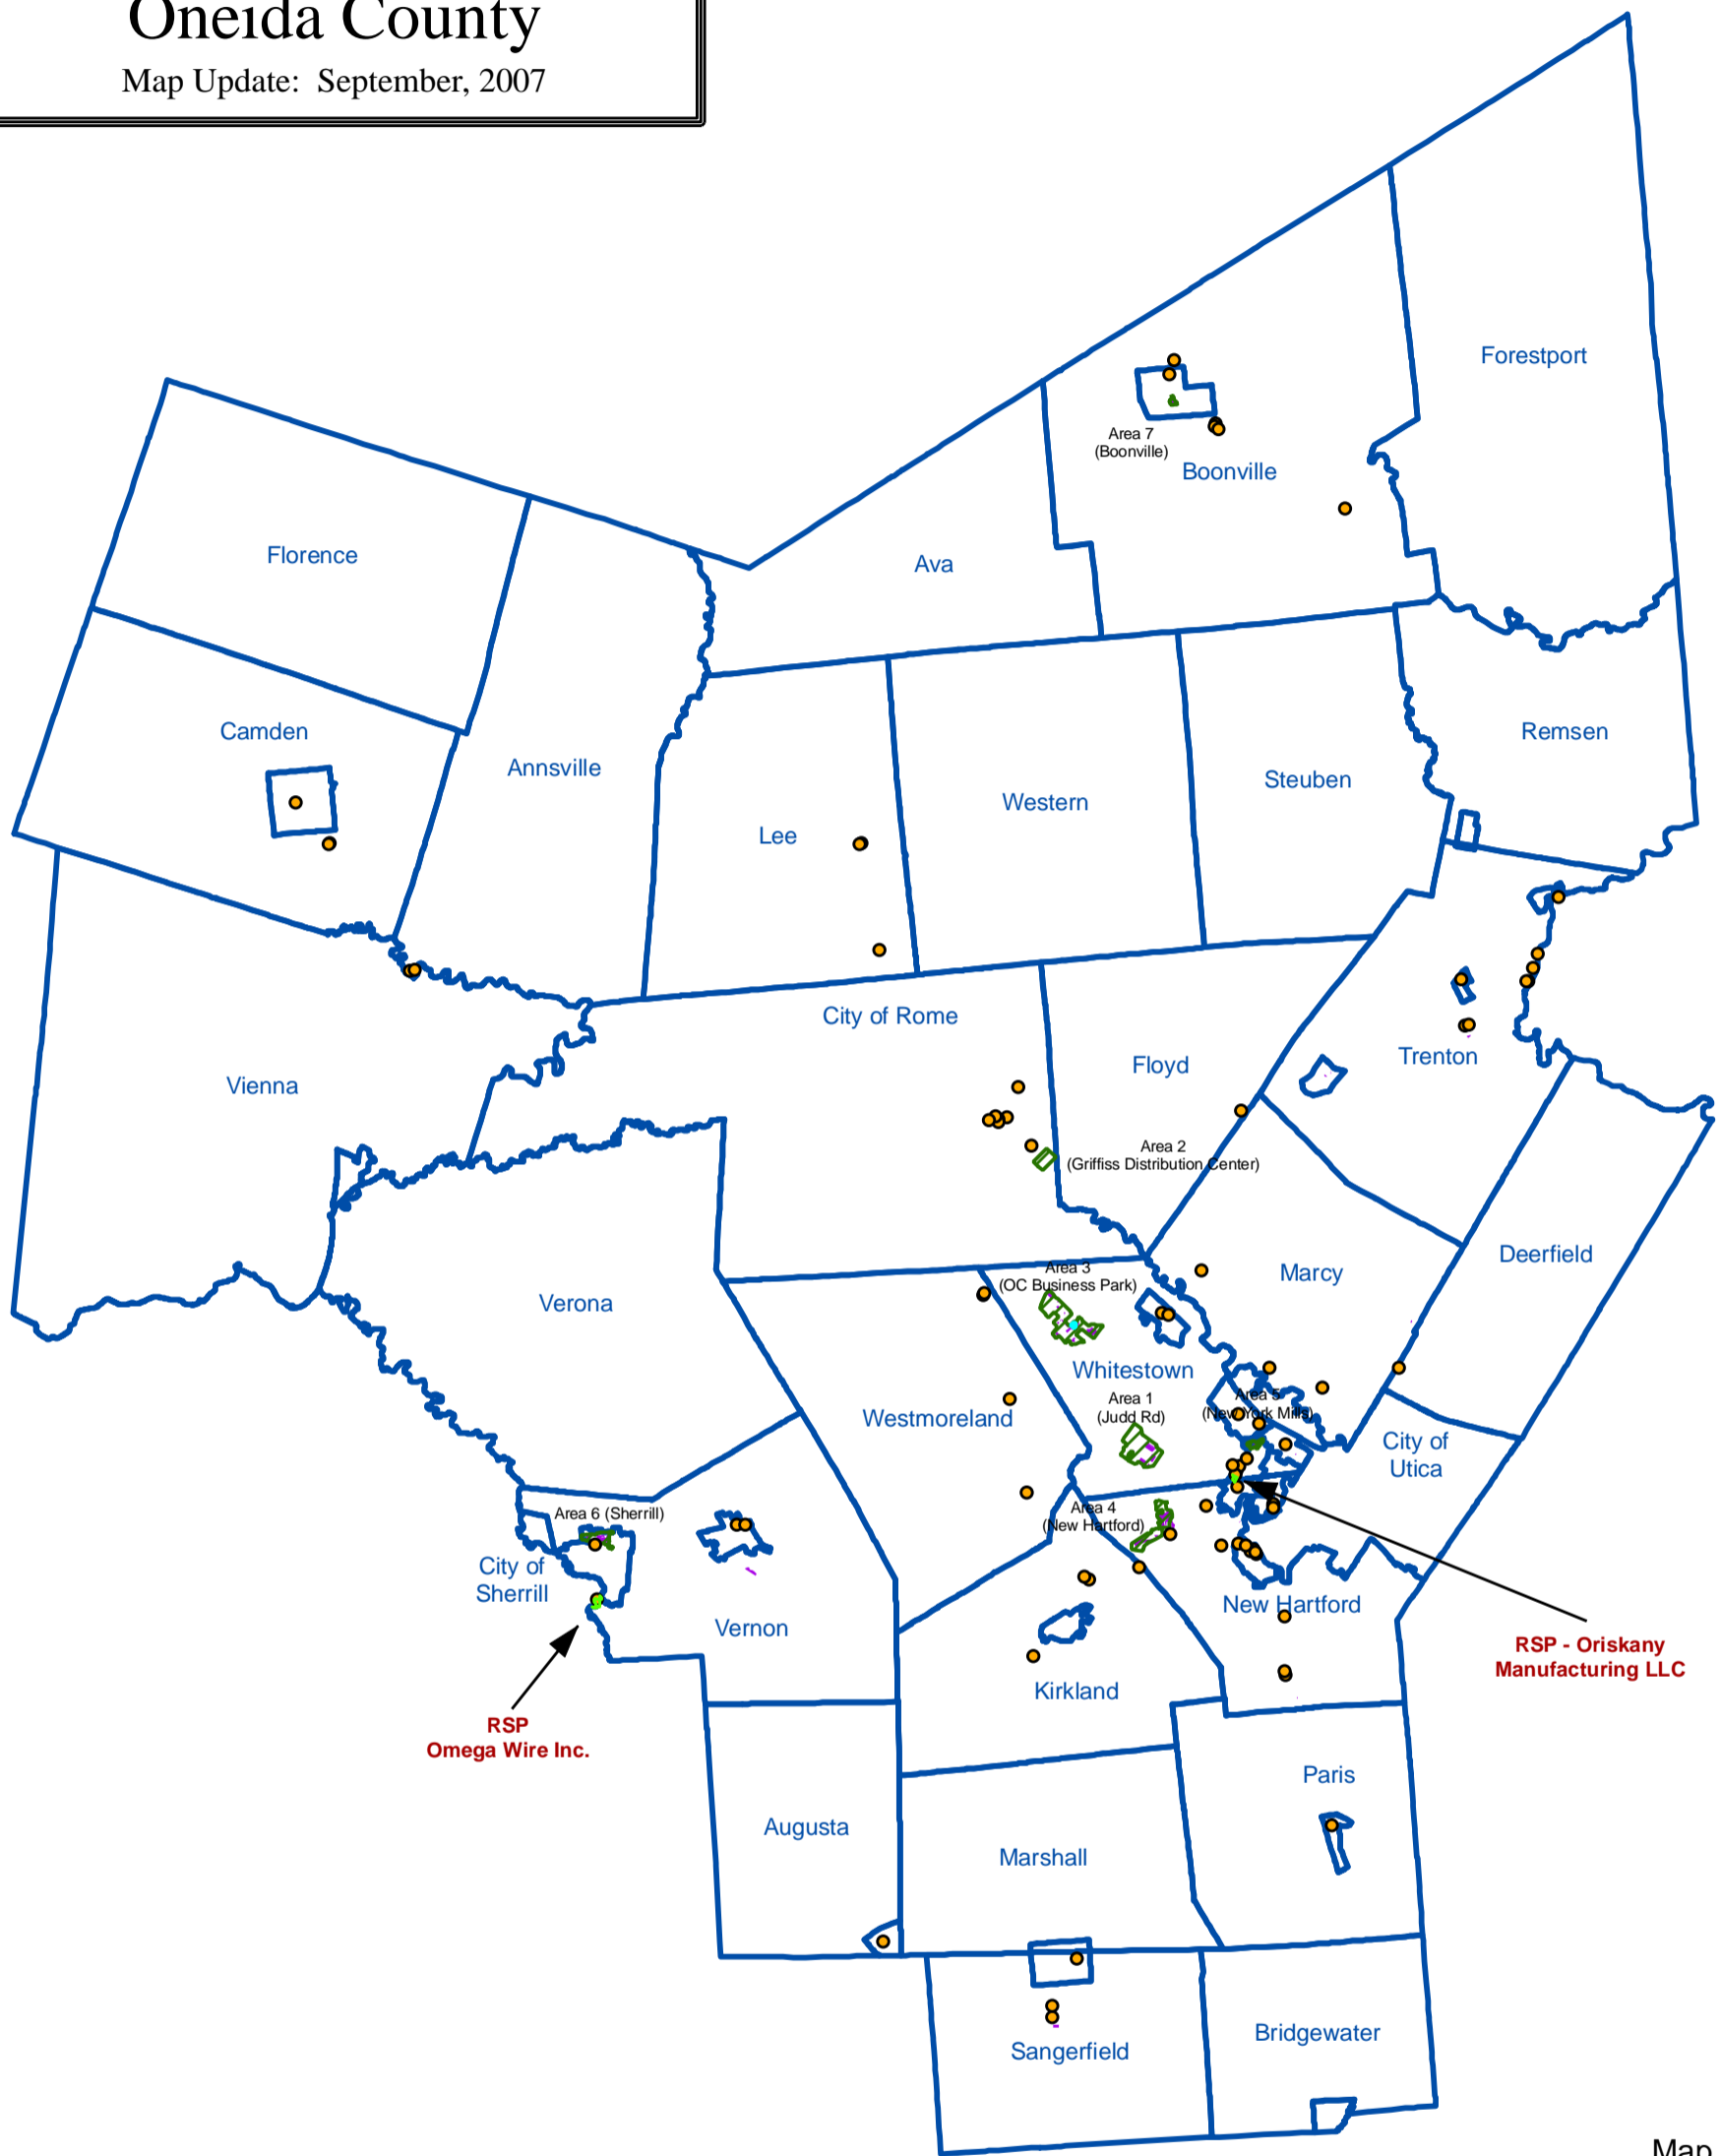 Oneida County
Map Update: September, 2007
Forestport
Area 7
(Boonville)
Boonville
Florence
Ava
Camden
Annsville
Remsen
Steuben
Western
Lee
City of Rome
Trenton
Floyd
Vienna
Area 2
(Griffiss Distribution Center)
Deerfield
Marcy
Area 3
(OC Business Park)
Verona
Whitestown
Area 1
(Judd Rd)
Area 5
(New York Mills)
Westmoreland
City of
Utica
Area 4
(New Hartford)
Area 6 (Sherrill)
City of
Sherrill
New Hartford
Vernon
RSP - Oriskany
Manufacturing LLC
Kirkland
RSP
Omega Wire Inc.
Paris
Augusta
Marshall
Bridgewater
Sangerfield
Map